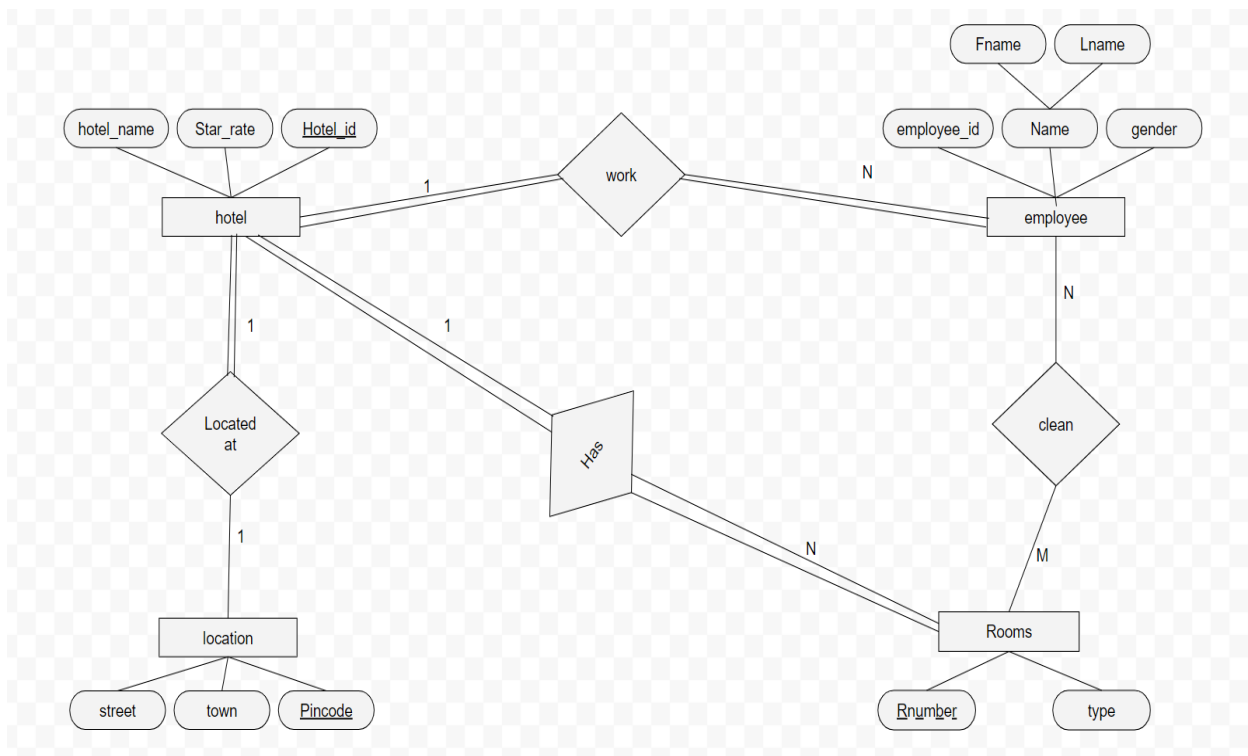 Fname
Lname
hotel_name
Star_rate
Hotel_id
employee_id
Name
gender
work
1
N
hotel
employee
N
1
1
Located
at
Has
clean
1
N
M
location
Rooms
street
town
Pincode
Rnumber
type